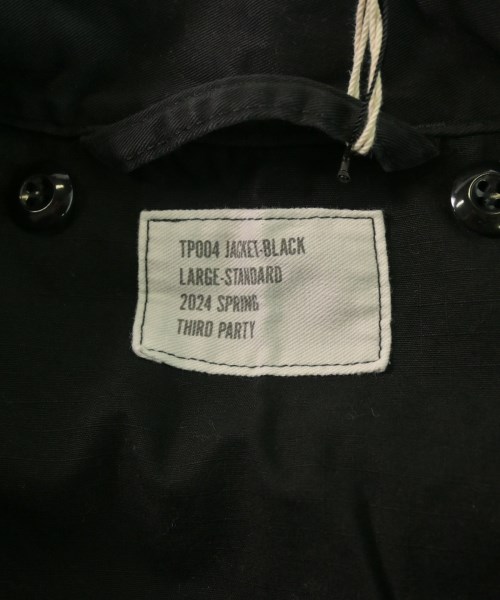 TP004 JACKET-BLACK
LARGE-STANDARD
2024 SPRING
THIRD PARTY